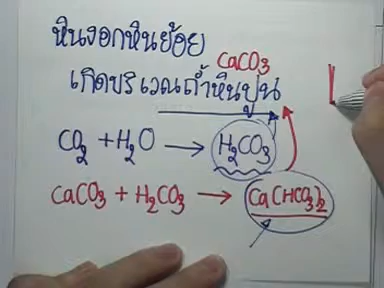 หินงอกหินย้อย
CaCO3
เกิดบริเวณถ้ำหินปูน
CO2 + H2O → H2CO3
CaCO3 + H2CO3 → Ca(HCO3)2